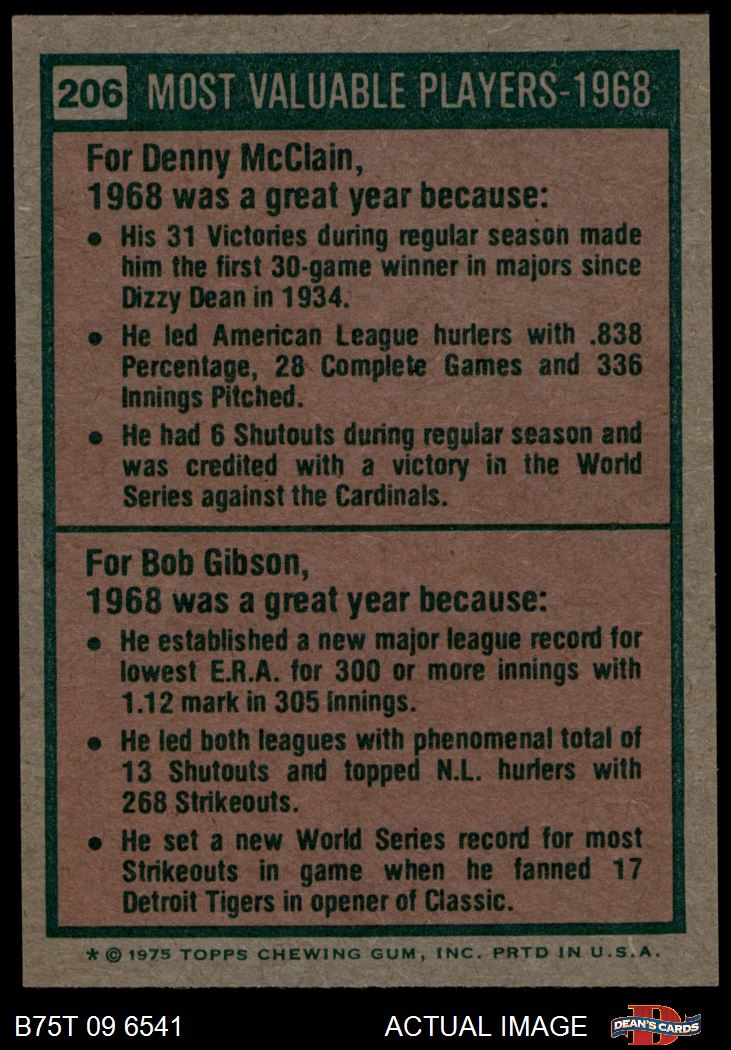 206 MOST VALUABLE PLAYERS-1968
For Denny McClain,
1968 was a great year because:
● His 31 Victories during regular season made
him the first 30-game winner in majors since
Dizzy Dean in 1934.
● He led American League hurlers with .838
Percentage, 28 Complete Games and 336
Innings Pitched.
● He had 6 Shutouts during regular season and
was credited with a victory in the World
Series against the Cardinals.
For Bob Gibson,
1968 was a great year because:
● He established a new major league record for
lowest E.R.A. for 300 or more innings with
1.12 mark in 305 innings.
● He led both leagues with phenomenal total of
13 Shutouts and topped N.L. hurlers with
268 Strikeouts.
● He set a new World Series record for most
Strikeouts in game when he fanned 17
Detroit Tigers in opener of Classic.
* © 1975 TOPPS CHEWING GUM, INC. PRTD IN U.S.A.
B75T 09 6541 ACTUAL IMAGE D DEAN'S CARDS